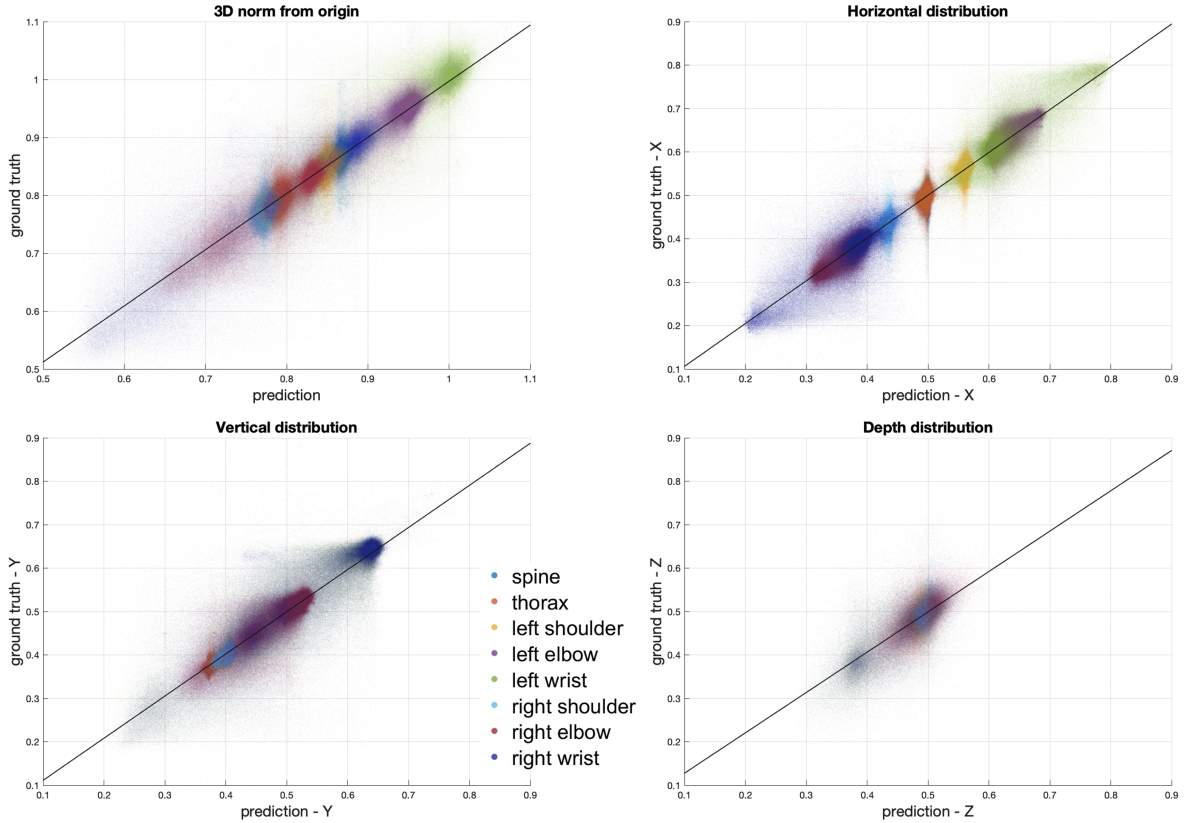 3D norm from origin
1.1
1
0.9
0.8
0.7
0.6
0.5
ground truth
0.5 0.6 0.7 0.8 0.9 1 1.1
prediction
Horizontal distribution
0.9
0.8
0.7
0.6
0.5
0.4
0.3
0.2
0.1
ground truth - X
0.1 0.2 0.3 0.4 0.5 0.6 0.7 0.8 0.9
prediction - X
Vertical distribution
0.9
0.8
0.7
0.6
0.5
0.4
0.3
0.2
0.1
ground truth - Y
0.1 0.2 0.3 0.4 0.5 0.6 0.7 0.8 0.9
prediction - Y
spine
thorax
left shoulder
left elbow
left wrist
right shoulder
right elbow
right wrist
Depth distribution
0.9
0.8
0.7
0.6
0.5
0.4
0.3
0.2
0.1
ground truth - Z
0.1 0.2 0.3 0.4 0.5 0.6 0.7 0.8 0.9
prediction - Z